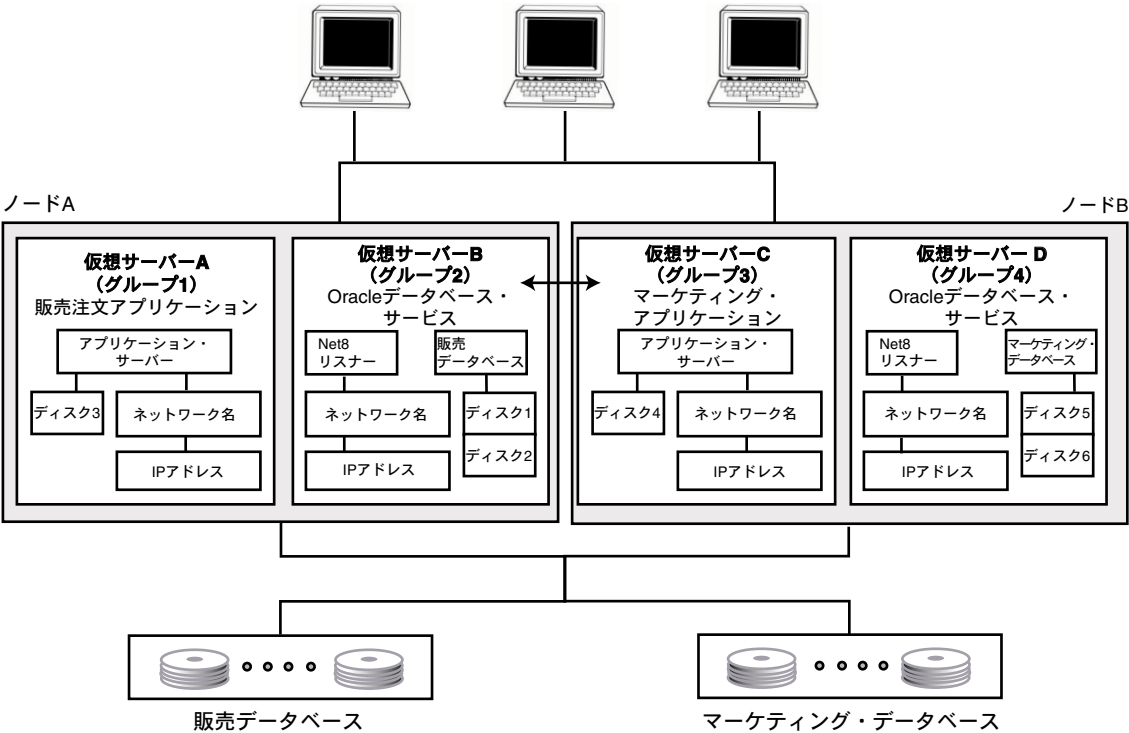 ノードA
ノードB
仮想サーバーA
（グループ1）
販売注文アプリケーション
アプリケーション・
サーバー
ディスク3
ネットワーク名
IPアドレス
仮想サーバーB
（グループ2）
Oracleデータベース・
サービス
Net8
リスナー
販売
データベース
ネットワーク名
ディスク1
IPアドレス
ディスク2
仮想サーバーC
（グループ3）
マーケティング・
アプリケーション
アプリケーション・
サーバー
ディスク4
ネットワーク名
IPアドレス
仮想サーバー D
（グループ4）
Oracleデータベース・
サービス
Net8
リスナー
マーケティング・
データベース
ネットワーク名
ディスク5
IPアドレス
ディスク6
販売データベース
マーケティング・データベース